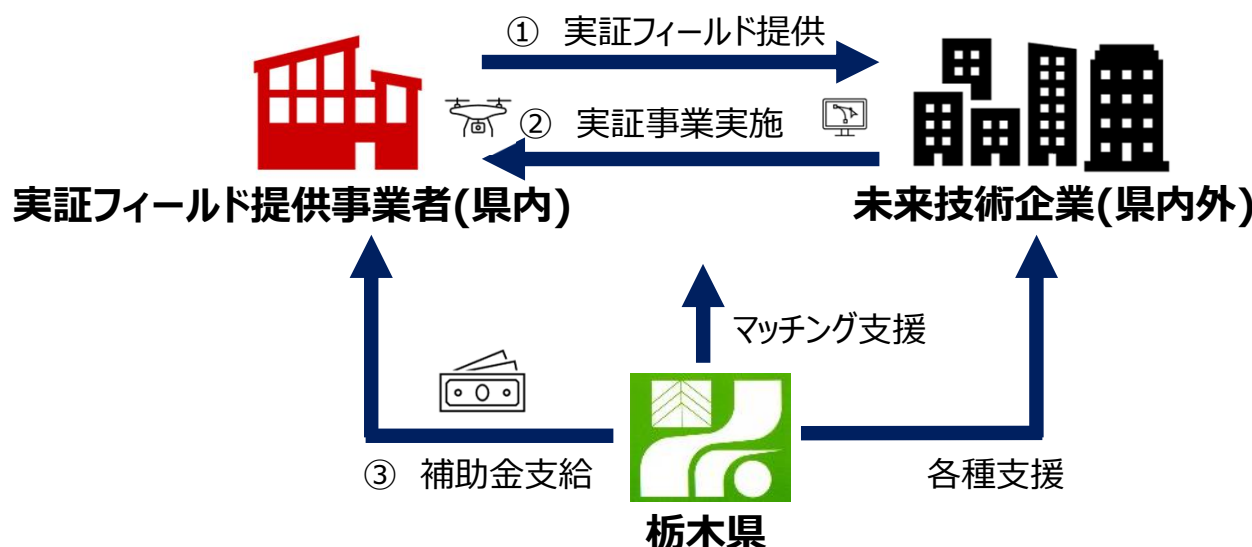 ① 実証フィールド提供
② 実証事業実施
実証フィールド提供事業者(県内)
未来技術企業(県内外)
マッチング支援
③ 補助金支給
各種支援
栃木県